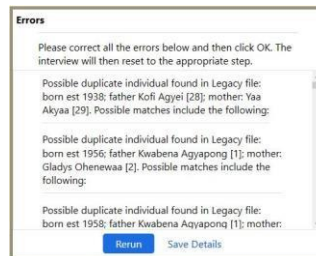 Errors
Please correct all the errors below and then click OK. The
interview will then reset to the appropriate step.
Possible duplicate individual found in Legacy file:
born est 1938; father Kofi Agyei [28]; mother: Yaa
Akyaa [29]. Possible matches include the following:
Possible duplicate individual found in Legacy file:
born est 1956; father Kwabena Agyapong [1]; mother:
Gladys Ohenewaa [2]. Possible matches include the
following:
Possible duplicate individual found in Legacy file:
born est 1958; father Kwabena Agyapong [1]; mother:
Rerun Save Details